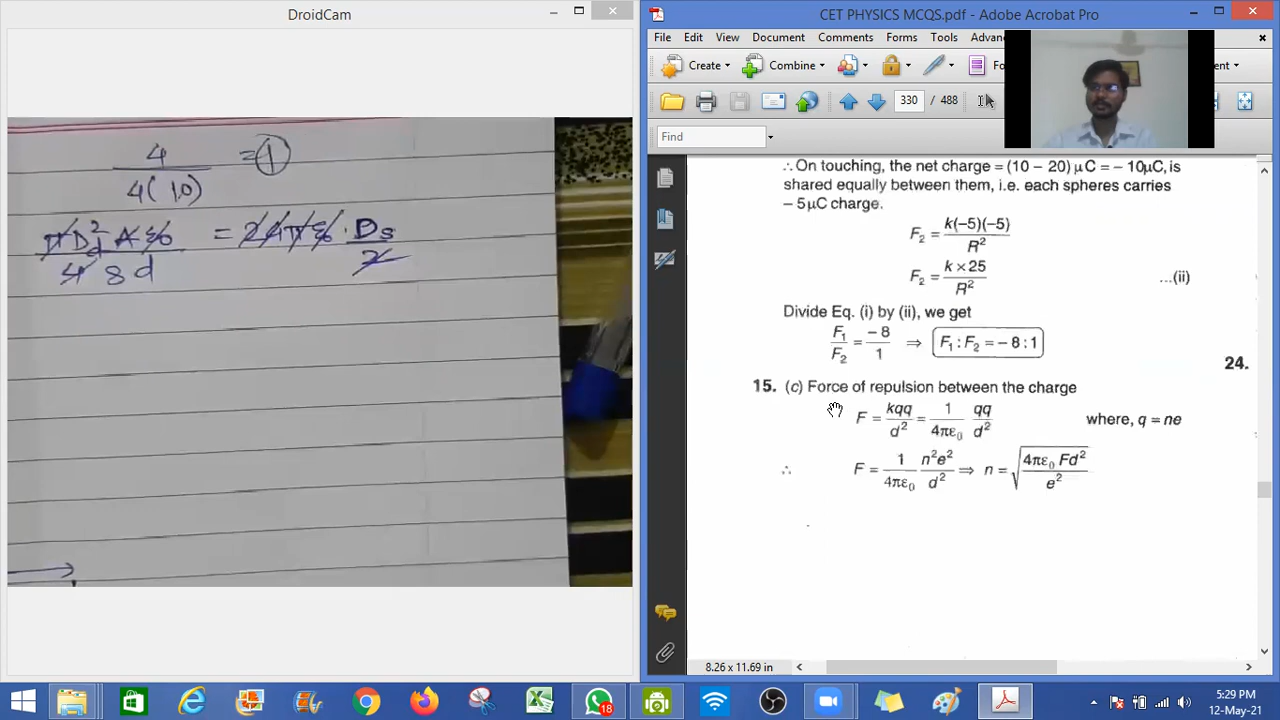 DroidCam
4
= 1
4(10)
CET PHYSICS MCQS.pdf - Adobe Acrobat Pro
File Edit View Document Comments Forms Tools Advan
Create Combine
330 / 488
Find
∴ On touching, the net charge = (10 – 20) μC = – 10μC, is
shared equally between them, i.e. each spheres carries
– 5μC charge.
F₂ = k(–5)(–5) / R²
F₂ = k × 25 / R² ...(ii)
Divide Eq. (i) by (ii), we get
F₁ / F₂ = –8 / 1 ⇒ F₁ : F₂ = – 8 : 1
24.
15. (c) Force of repulsion between the charge
F = kqq / d² = 1 / 4πε₀ qq / d² where, q = ne
∴ F = 1 / 4πε₀ n²e² / d² ⇒ n = √(4πε₀ Fd² / e²)
8.26 x 11.69 in
18
5:29 PM
12-May-21